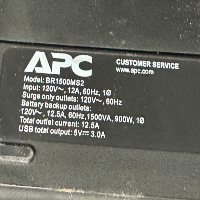 APC
CUSTOMER SERVICE
www.apc.com
Model: BR1500MS2
Input: 120V~, 12A, 60Hz, 1Ø
Surge only outlets: 120V~, 60Hz
Battery backup outlets:
120V~, 12.5A, 60Hz, 1500VA, 900W, 1Ø
Total outlet current: 12.5A
USB total output: 5V⎓ 3.0A